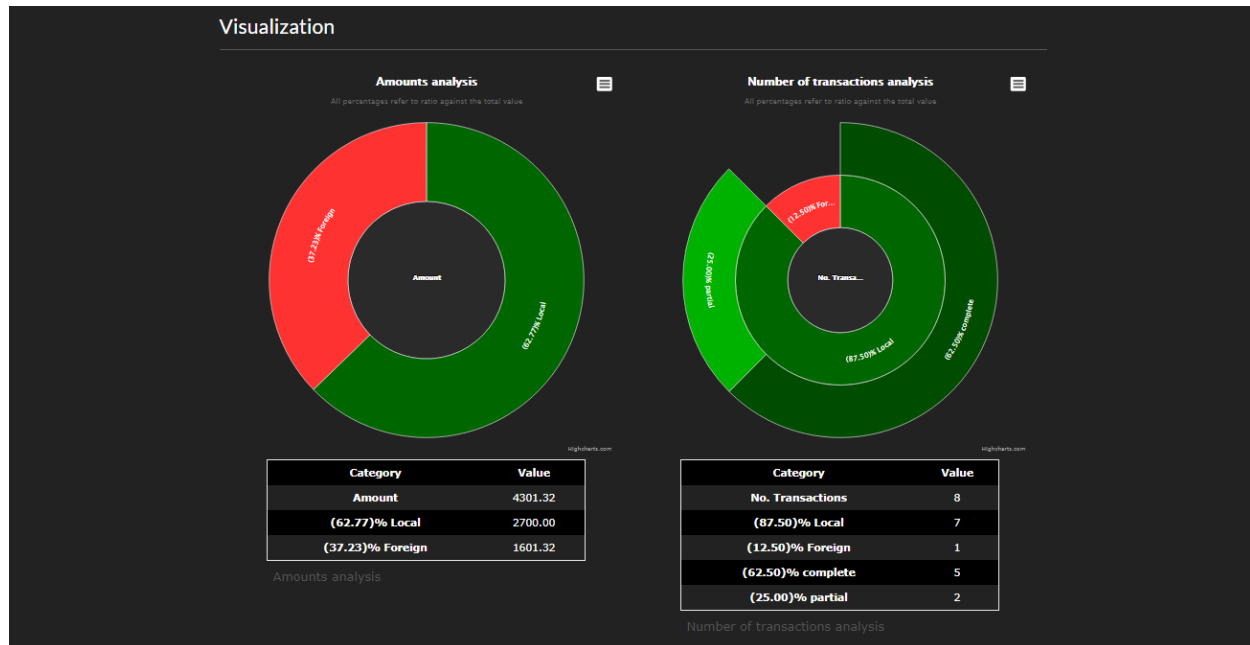 Visualization
Amounts analysis
All percentages refer to ratio against the total value
(37.23)% Foreign
Amount
(62.77)% Local
Highcharts.com
Category Value
Amount 4301.32
(62.77)% Local 2700.00
(37.23)% Foreign 1601.32
Amounts analysis
Number of transactions analysis
All percentages refer to ratio against the total value
(12.50)% For...
(25.00)% partial
No. Transa...
(87.50)% Local
(62.50)% complete
Highcharts.com
Category Value
No. Transactions 8
(87.50)% Local 7
(12.50)% Foreign 1
(62.50)% complete 5
(25.00)% partial 2
Number of transactions analysis